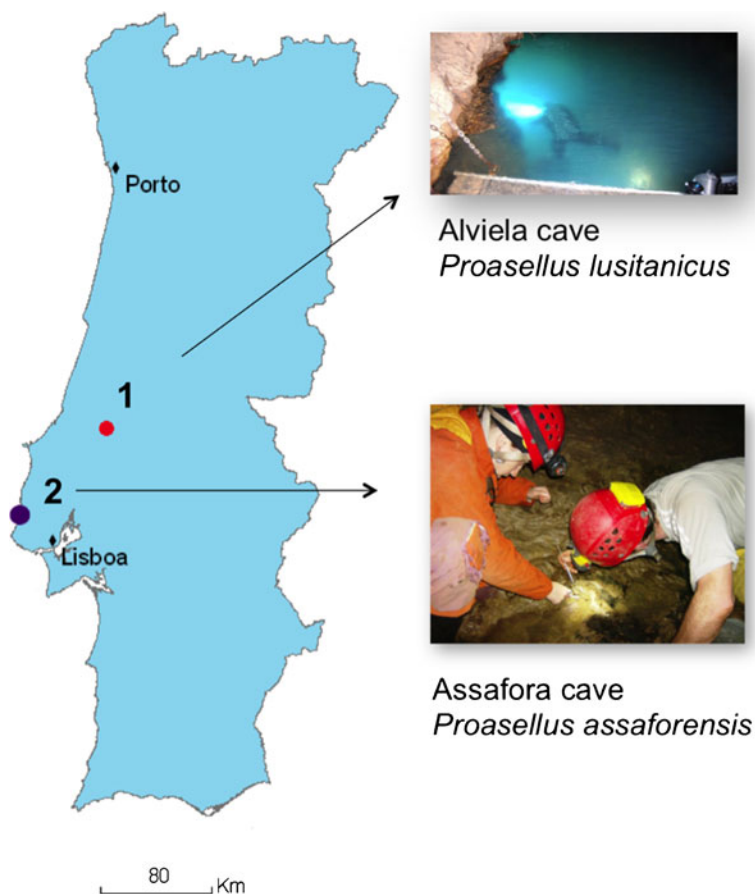 Porto
Alviela cave
Proasellus lusitanicus
1
2
Lisboa
Assafora cave
Proasellus assaforensis
80
Km